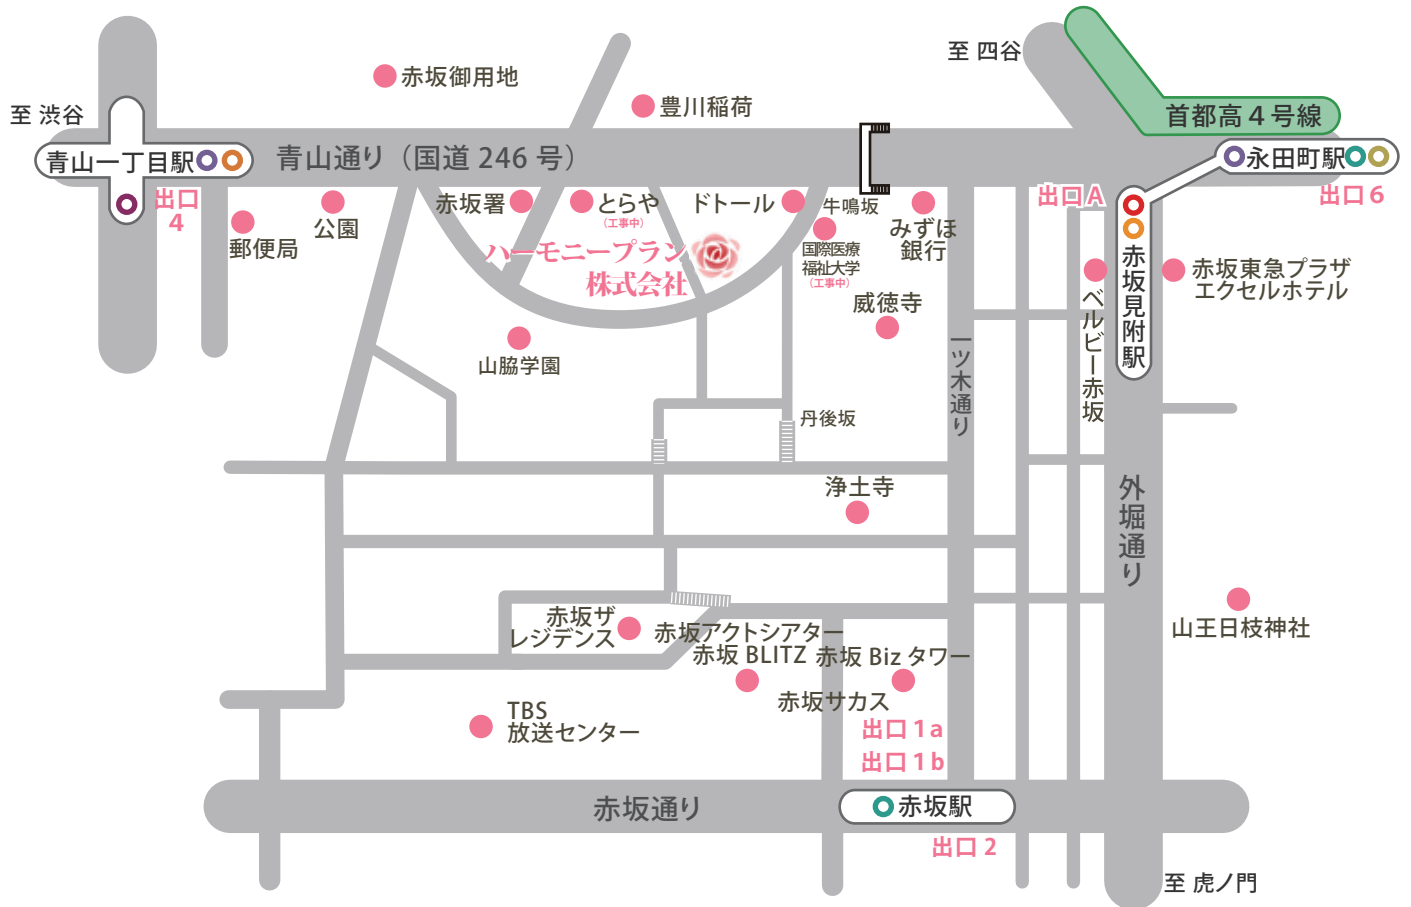 至 四谷
赤坂御用地
豊川稲荷
至 渋谷
首都高4号線
青山一丁目駅
青山通り（国道 246 号）
永田町駅
出口
4
出口 A
出口 6
郵便局
公園
赤坂署
とらや
（工事中）
ドトール
牛鳴坂
国際医療
福祉大学
（工事中）
みずほ
銀行
ハーモニープラン
株式会社
赤坂見附駅
赤坂東急プラザ
エクセルホテル
ベルビー赤坂
威徳寺
山脇学園
一ツ木通り
丹後坂
浄土寺
外堀通り
赤坂ザ
レジデンス
赤坂アクトシアター
赤坂 BLITZ
赤坂 Biz タワー
赤坂サカス
山王日枝神社
TBS
放送センター
出口 1a
出口 1b
赤坂通り
赤坂駅
出口 2
至 虎ノ門